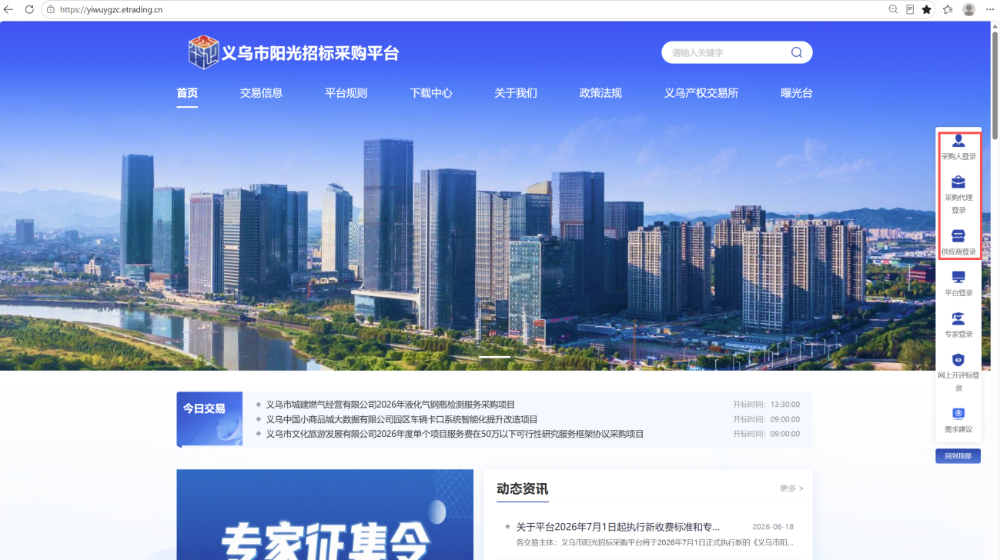 https://yiwuygzc.etrading.cn
义乌市阳光招标采购平台
请输入关键字
首页
交易信息
平台规则
下载中心
关于我们
政策法规
义乌产权交易所
曝光台
采购人登录
采购代理
登录
供应商登录
平台登录
专家登录
网上开评标登
录
需求建议
回到顶部
今日交易
义乌市城建燃气经营有限公司2026年液化气钢瓶检测服务采购项目
开标时间：13:30:00
义乌中国小商品城大数据有限公司园区车辆卡口系统智能化提升改造项目
开标时间：09:00:00
义乌市文化旅游发展有限公司2026年度单个项目服务费在50万以下可行性研究服务框架协议采购项目
开标时间：09:00:00
专家征集令
动态资讯
更多 >
关于平台2026年7月1日起执行新收费标准和专...
2026-06-18
各交易主体：义乌市阳光招标采购平台将于2026年7月1日正式执行新的《义乌市阳...